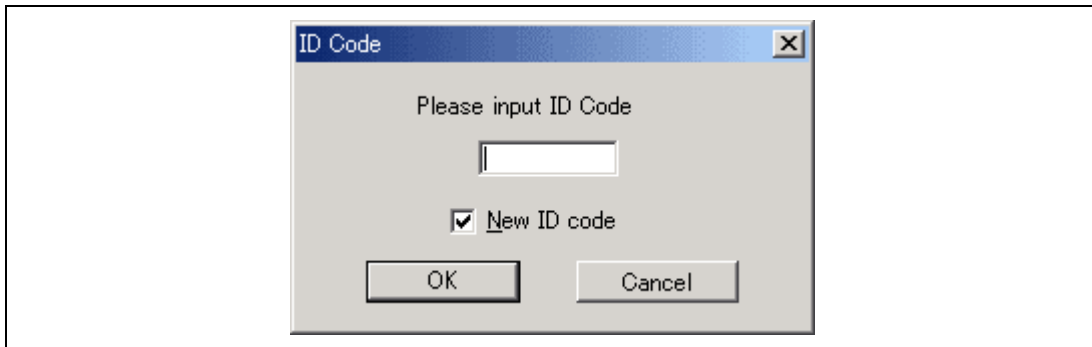 ID Code
Please input ID Code
New ID code
OK Cancel